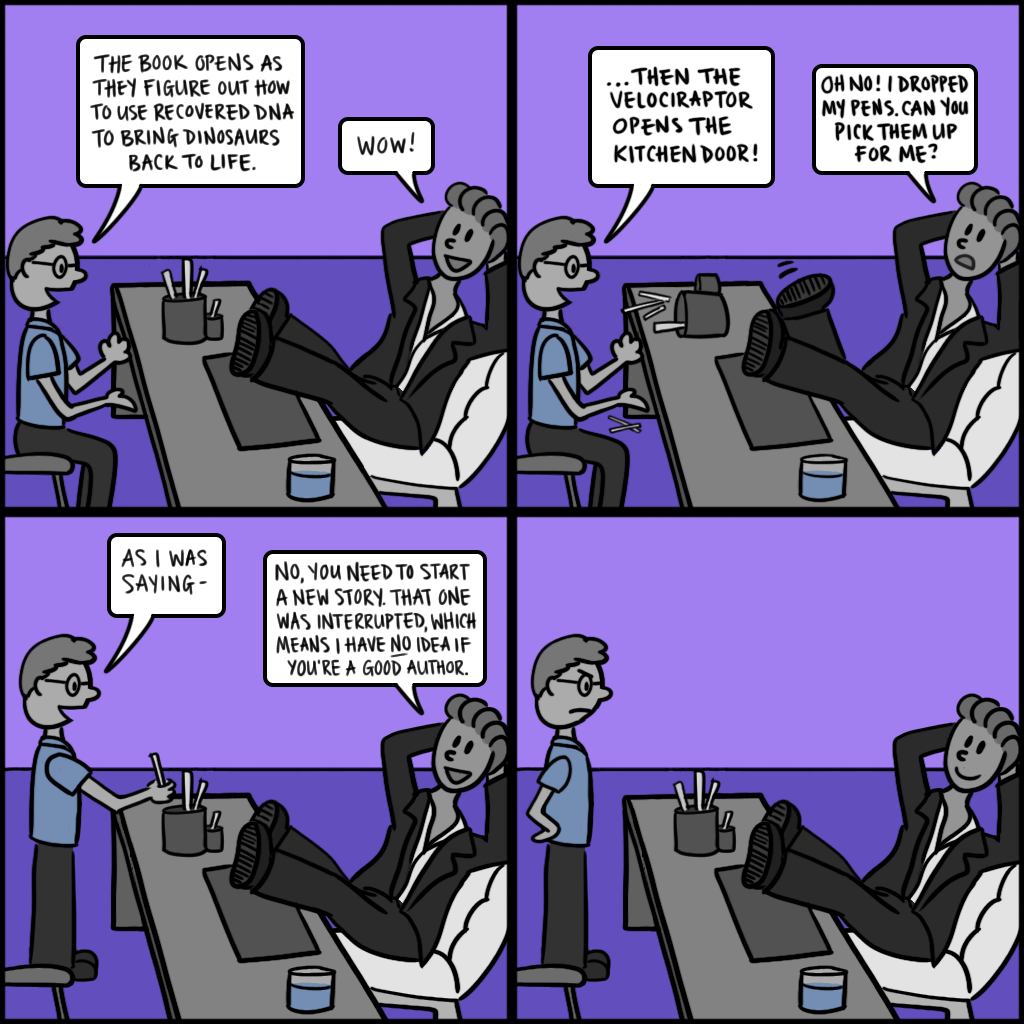 THE BOOK OPENS AS
THEY FIGURE OUT HOW
TO USE RECOVERED DNA
TO BRING DINOSAURS
BACK TO LIFE.
WOW!
...THEN THE
VELOCIRAPTOR
OPENS THE
KITCHEN DOOR!
OH NO! I DROPPED
MY PENS. CAN YOU
PICK THEM UP
FOR ME?
AS I WAS
SAYING-
NO, YOU NEED TO START
A NEW STORY. THAT ONE
WAS INTERRUPTED, WHICH
MEANS I HAVE NO IDEA IF
YOU'RE A GOOD AUTHOR.